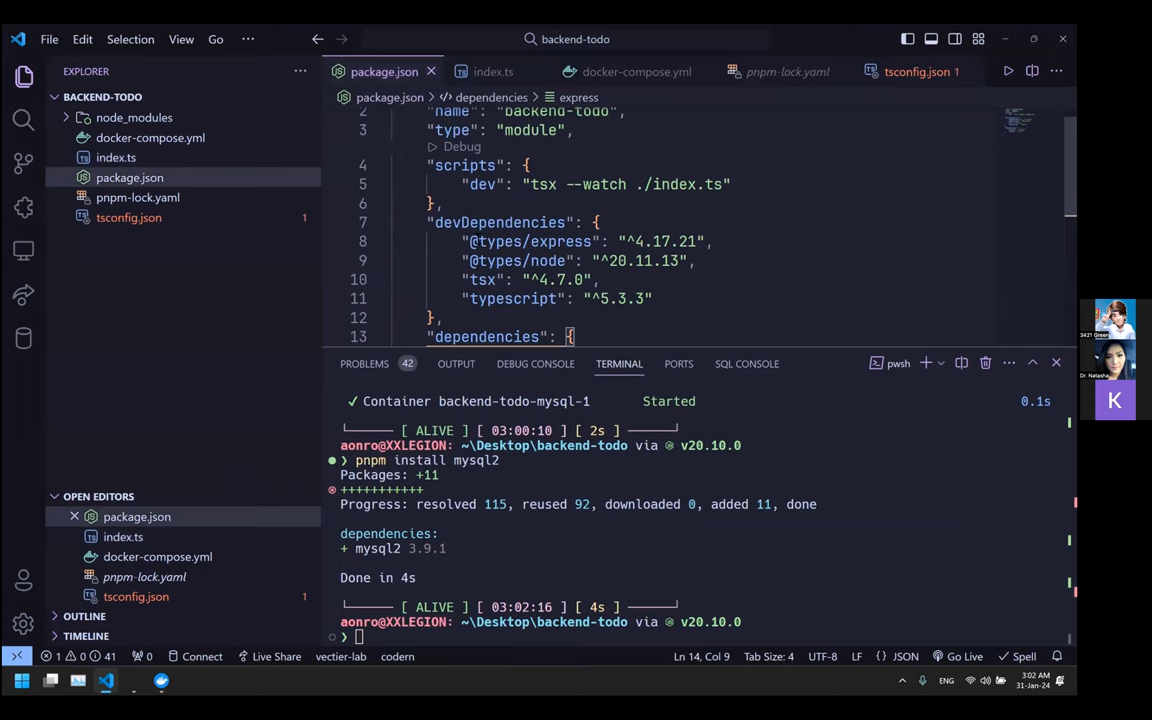 File Edit Selection View Go ··· backend-todo
EXPLORER
package.json
index.ts
docker-compose.yml
pnpm-lock.yaml
tsconfig.json 1
BACKEND-TODO
package.json > dependencies > express
node_modules
docker-compose.yml
index.ts
package.json
pnpm-lock.yaml
tsconfig.json 1
2 "name": "backend-todo",
3 "type": "module",
Debug
4 "scripts": {
5 "dev": "tsx --watch ./index.ts"
6 },
7 "devDependencies": {
8 "@types/express": "^4.17.21",
9 "@types/node": "^20.11.13",
10 "tsx": "^4.7.0",
11 "typescript": "^5.3.3"
12 },
13 "dependencies": {
PROBLEMS 42 OUTPUT DEBUG CONSOLE TERMINAL PORTS SQL CONSOLE pwsh
✓ Container backend-todo-mysql-1 Started 0.1s
[ ALIVE ] [ 03:00:10 ] [ 2s ]
aonro@XXLEGION: ~\Desktop\backend-todo via v20.10.0
❯ pnpm install mysql2
Packages: +11
+++++++++++
Progress: resolved 115, reused 92, downloaded 0, added 11, done
dependencies:
+ mysql2 3.9.1
Done in 4s
[ ALIVE ] [ 03:02:16 ] [ 4s ]
aonro@XXLEGION: ~\Desktop\backend-todo via v20.10.0
❯
OPEN EDITORS
package.json
index.ts
docker-compose.yml
pnpm-lock.yaml
tsconfig.json 1
OUTLINE
TIMELINE
1 0 41 0 Connect Live Share vectier-lab codern Ln 14, Col 9 Tab Size: 4 UTF-8 LF {} JSON Go Live Spell
ENG 3:02 AM
31-Jan-24
3421 Green
Dr. Natasha
K